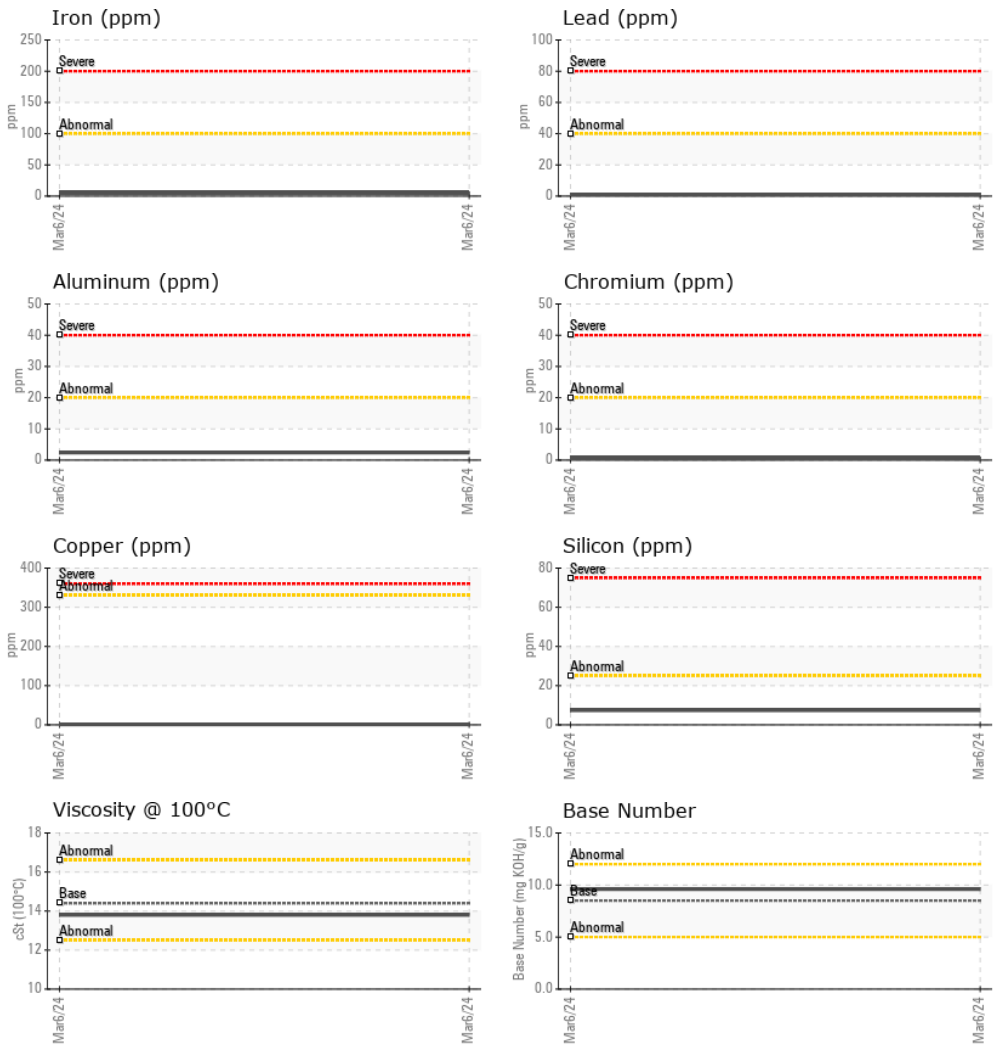 Iron (ppm)
250
200
150
100
50
0
ppm
Severe
Abnormal
Mar6/24
Mar6/24
Lead (ppm)
100
80
60
40
20
0
ppm
Severe
Abnormal
Mar6/24
Mar6/24
Aluminum (ppm)
50
40
30
20
10
0
ppm
Severe
Abnormal
Mar6/24
Mar6/24
Chromium (ppm)
50
40
30
20
10
0
ppm
Severe
Abnormal
Mar6/24
Mar6/24
Copper (ppm)
400
300
200
100
0
ppm
Severe
Abnormal
Mar6/24
Mar6/24
Silicon (ppm)
80
60
40
20
0
ppm
Severe
Abnormal
Mar6/24
Mar6/24
Viscosity @ 100°C
18
16
14
12
10
cSt (100°C)
Abnormal
Base
Abnormal
Mar6/24
Mar6/24
Base Number
15.0
10.0
5.0
0.0
Base Number (mg KOH/g)
Abnormal
Base
Abnormal
Mar6/24
Mar6/24